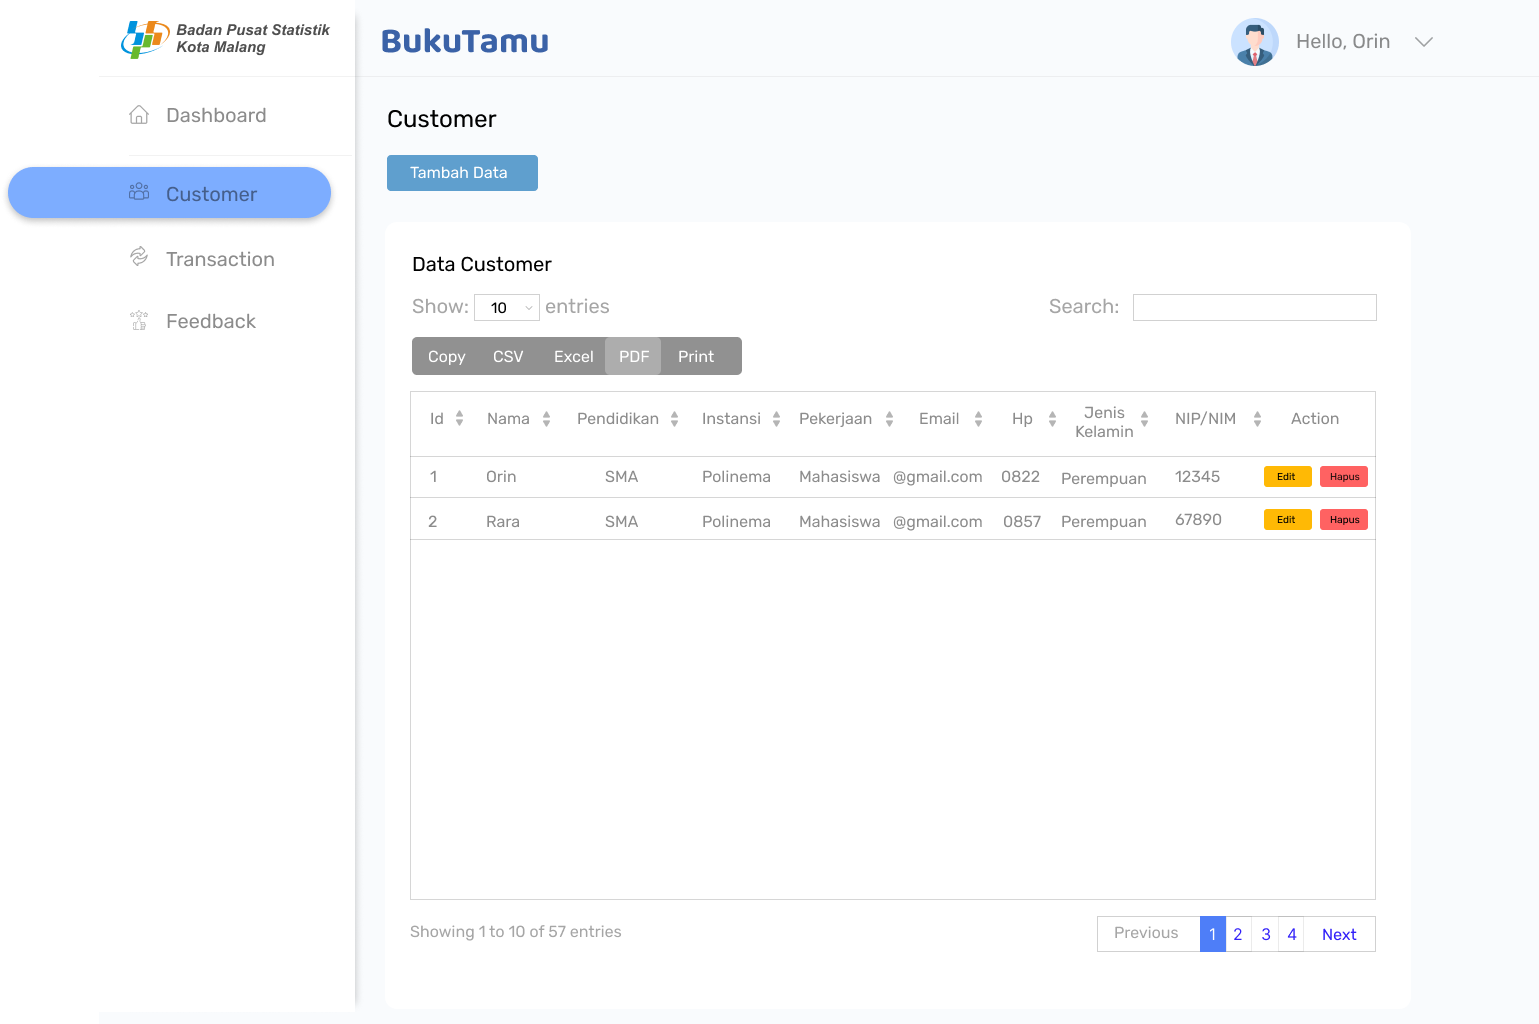 Badan Pusat Statistik
Kota Malang
BukuTamu
Hello, Orin
Dashboard
Customer
Transaction
Feedback
Customer
Tambah Data
Data Customer
Show: 10 entries
Search:
Copy CSV Excel PDF Print
Id Nama Pendidikan Instansi Pekerjaan Email Hp Jenis Kelamin NIP/NIM Action
1 Orin SMA Polinema Mahasiswa @gmail.com 0822 Perempuan 12345 Edit Hapus
2 Rara SMA Polinema Mahasiswa @gmail.com 0857 Perempuan 67890 Edit Hapus
Showing 1 to 10 of 57 entries
Previous 1 2 3 4 Next